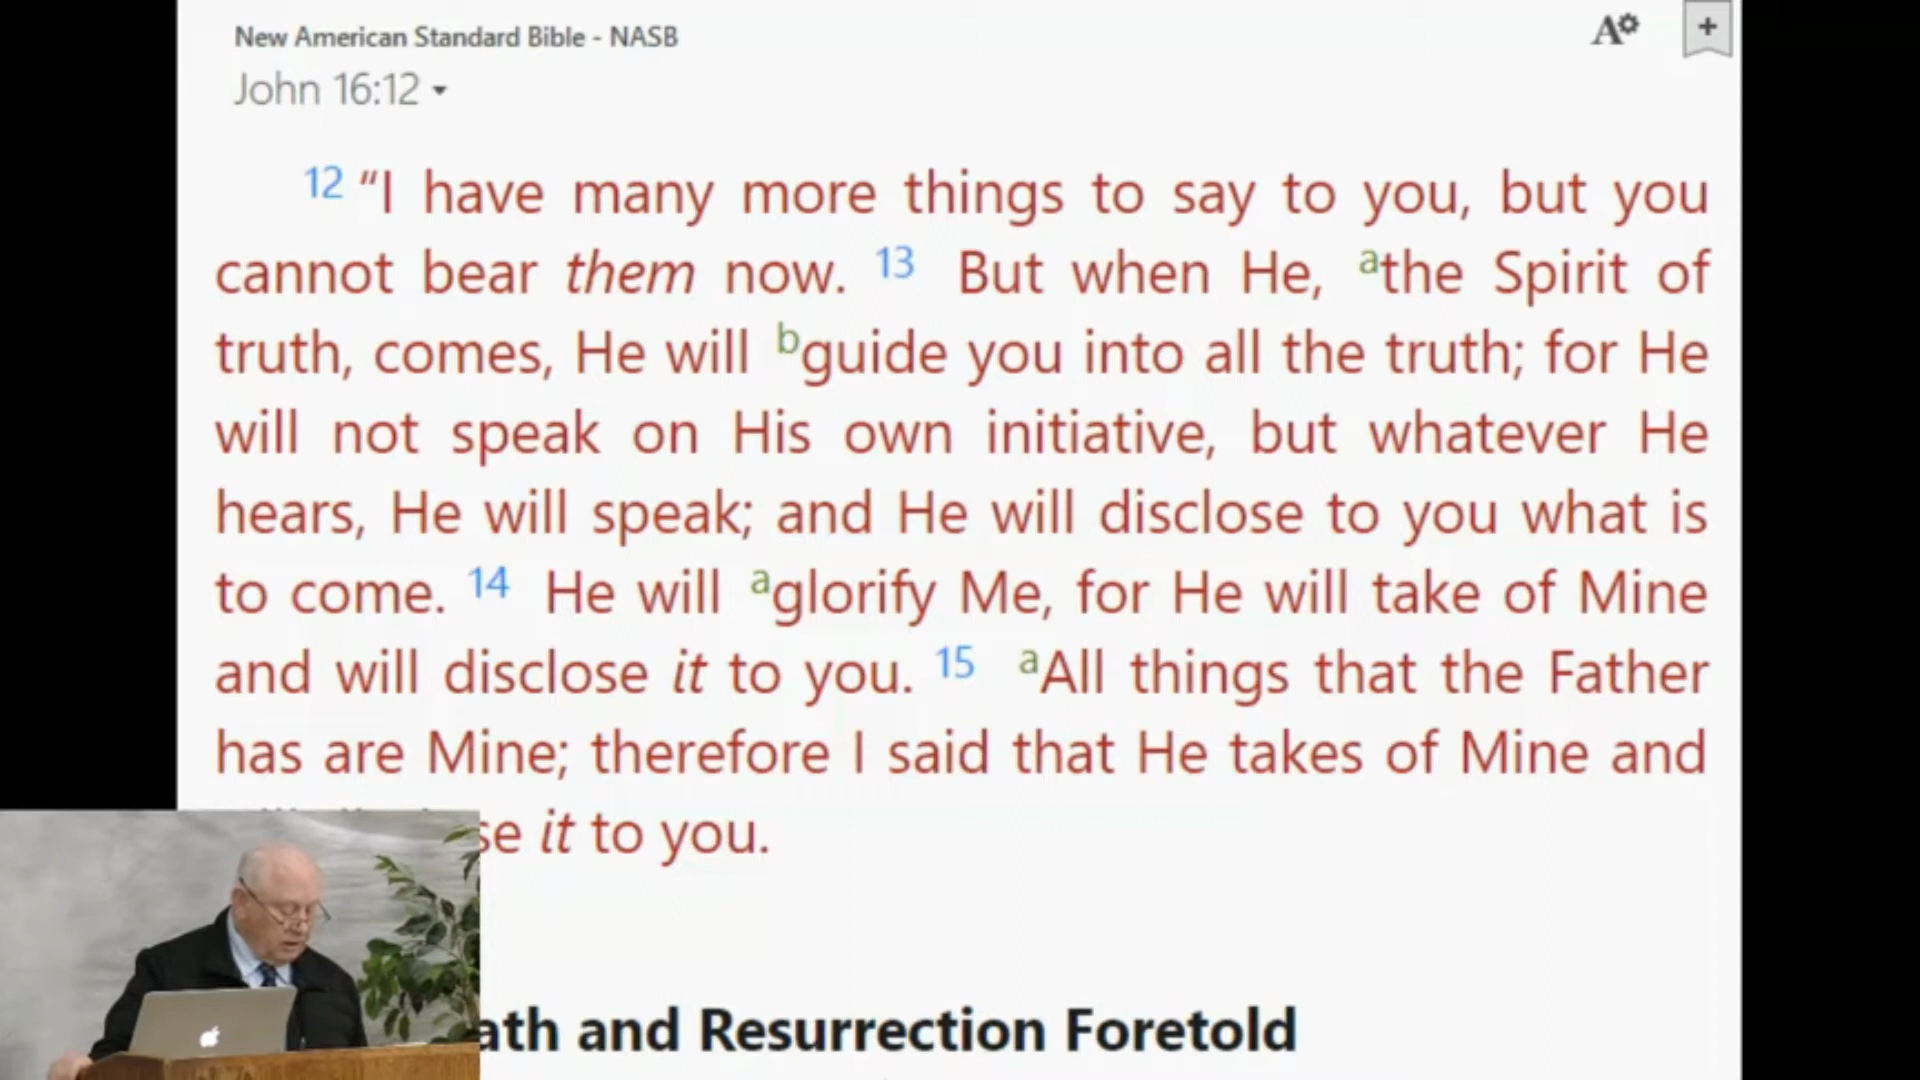 New American Standard Bible - NASB
A
+
John 16:12
12 “I have many more things to say to you, but you
cannot bear them now. 13 But when He, athe Spirit of
truth, comes, He will bguide you into all the truth; for He
will not speak on His own initiative, but whatever He
hears, He will speak; and He will disclose to you what is
to come. 14 He will aglorify Me, for He will take of Mine
and will disclose it to you. 15 aAll things that the Father
has are Mine; therefore I said that He takes of Mine and
se it to you.
ath and Resurrection Foretold